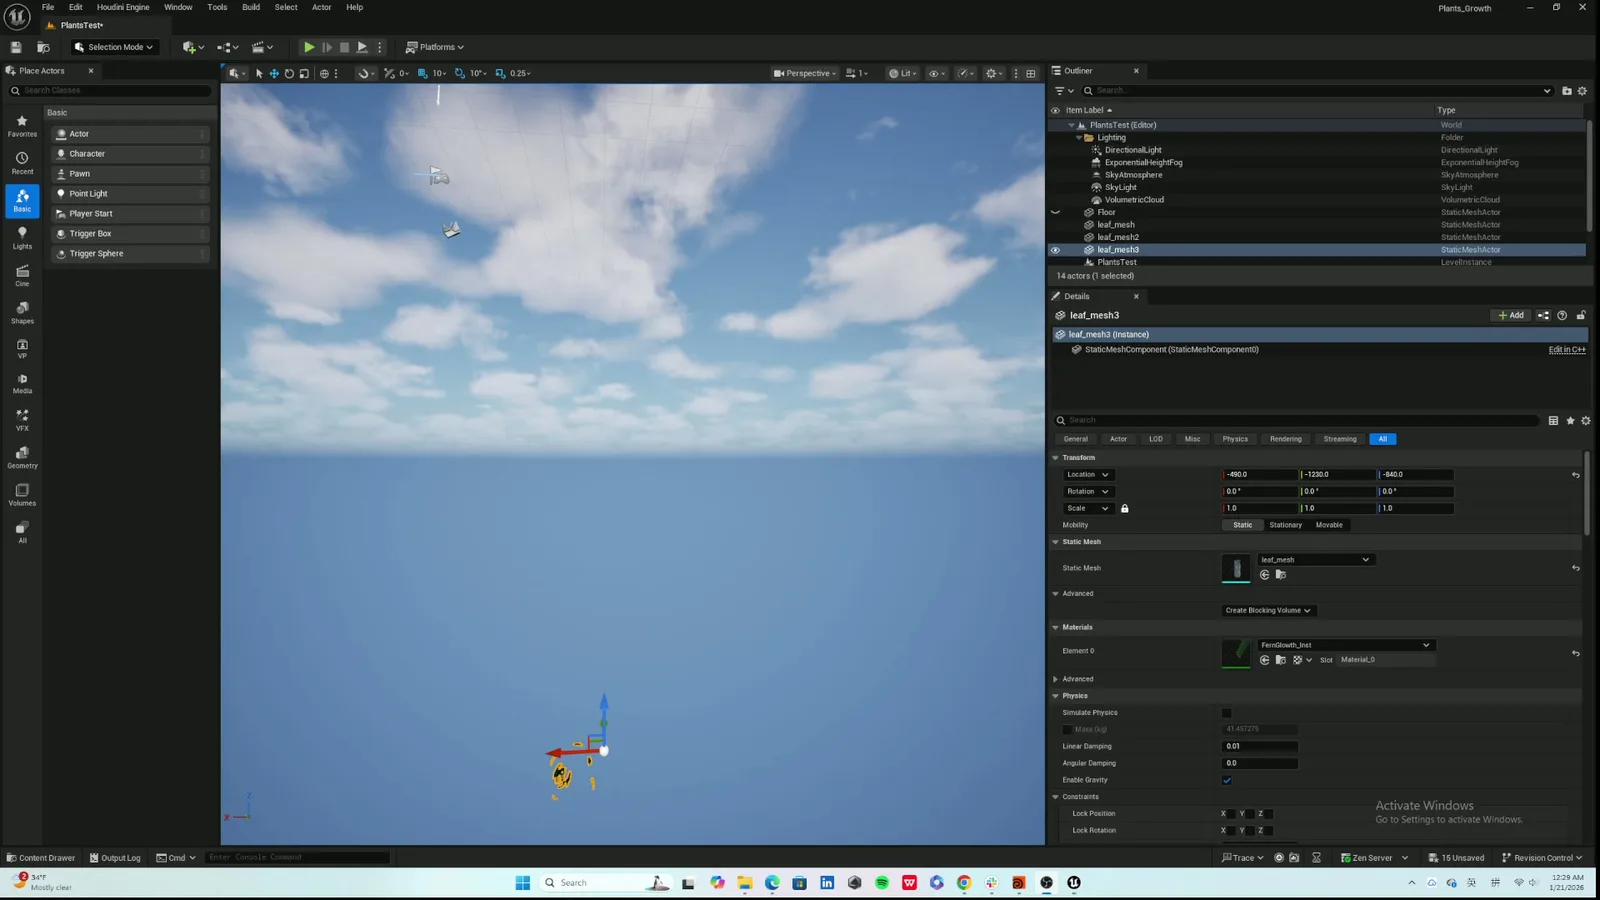 File Edit Houdini Engine Window Tools Build Select Actor Help
Plants_Growth
PlantsTest*
Selection Mode
Platforms
Place Actors
Search Classes
Favorites
Recent
Basic
Lights
Cine
Shapes
VP
Media
VFX
Geometry
Volumes
All
Basic
Actor
Character
Pawn
Point Light
Player Start
Trigger Box
Trigger Sphere
0 10 10° 0.25
Perspective 1 Lit
Z
X
Outliner
Search...
Item Label Type
PlantsTest (Editor) World
Lighting Folder
DirectionalLight DirectionalLight
ExponentialHeightFog ExponentialHeightFog
SkyAtmosphere SkyAtmosphere
SkyLight SkyLight
VolumetricCloud VolumetricCloud
Floor StaticMeshActor
leaf_mesh StaticMeshActor
leaf_mesh2 StaticMeshActor
leaf_mesh3 StaticMeshActor
PlantsTest LevelInstance
14 actors (1 selected)
Details
leaf_mesh3
Add
leaf_mesh3 (Instance)
StaticMeshComponent (StaticMeshComponent0) Edit in C++
Search
General Actor LOD Misc Physics Rendering Streaming All
Transform
Location -490.0 -1230.0 -840.0
Rotation 0.0° 0.0° 0.0°
Scale 1.0 1.0 1.0
Mobility Static Stationary Movable
Static Mesh
Static Mesh leaf_mesh
Advanced
Create Blocking Volume
Materials
Element 0 FernGlowth_Inst
Slot Material_0
Advanced
Physics
Simulate Physics
Mass (kg) 41.457275
Linear Damping 0.01
Angular Damping 0.0
Enable Gravity
Constraints
Lock Position X Y Z
Lock Rotation X Y Z
Activate Windows
Go to Settings to activate Windows.
Content Drawer Output Log Cmd Enter Console Command
Trace Zen Server 15 Unsaved Revision Control
2
34°F
Mostly clear
Search
英 拼
12:29 AM
1/21/2026